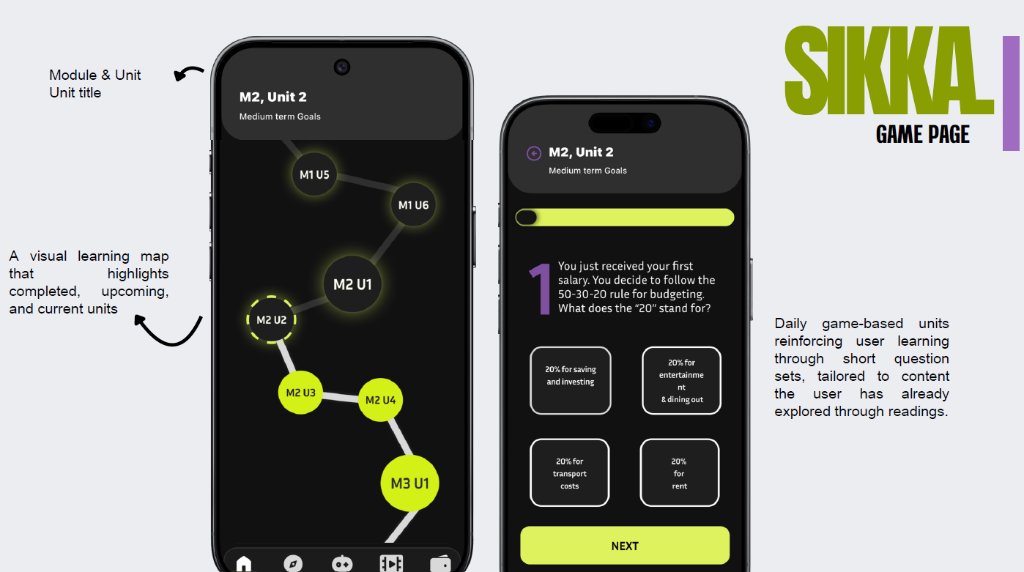 SIKKA.
GAME PAGE
Module & Unit
Unit title
A visual learning map
that highlights
completed, upcoming,
and current units
M2, Unit 2
Medium term Goals
M1 U5
M1 U6
M2 U1
M2 U2
M2 U3
M2 U4
M3 U1
M2, Unit 2
Medium term Goals
1
You just received your first
salary. You decide to follow the
50-30-20 rule for budgeting.
What does the “20” stand for?
20% for saving
and investing
20% for
entertainme
nt
& dining out
20% for
transport
costs
20%
for
rent
NEXT
Daily game-based units
reinforcing user learning
through short question
sets, tailored to content
the user has already
explored through readings.